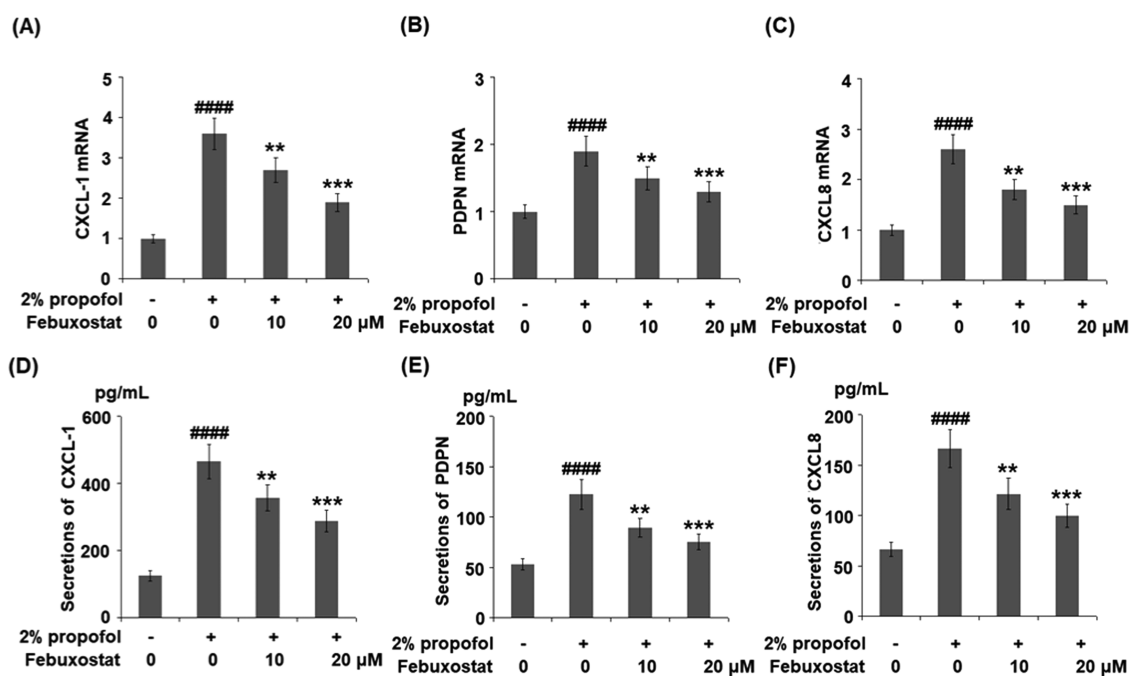 (A)
CXCL-1 mRNA
5
4
3
2
1
0
####
**
***
2% propofol - + + +
Febuxostat 0 0 10 20 µM
(B)
PDPN mRNA
3
2
1
0
####
**
***
2% propofol - + + +
Febuxostat 0 0 10 20 µM
(C)
CXCL8 mRNA
4
3
2
1
0
####
**
***
2% propofol - + + +
Febuxostat 0 0 10 20 µM
(D)
pg/mL
Secretions of CXCL-1
600
400
200
0
####
**
***
2% propofol - + + +
Febuxostat 0 0 10 20 µM
(E)
pg/mL
Secretions of PDPN
200
150
100
50
0
####
**
***
2% propofol - + + +
Febuxostat 0 0 10 20 µM
(F)
pg/mL
Secretions of CXCL8
200
150
100
50
0
####
**
***
2% propofol - + + +
Febuxostat 0 0 10 20 µM